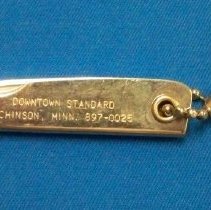 DOWNTOWN STANDARD
CHINSON, MINN. 897-0025